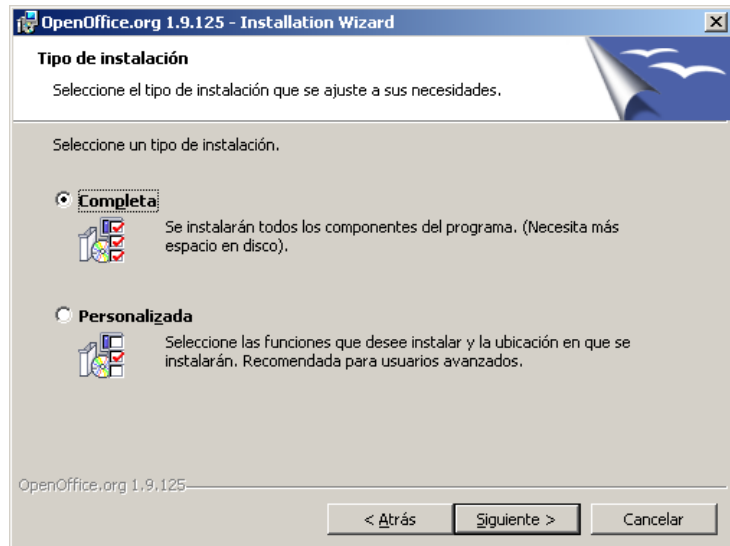 OpenOffice.org 1.9.125 - Installation Wizard
Tipo de instalación
Seleccione el tipo de instalación que se ajuste a sus necesidades.
Seleccione un tipo de instalación.
Completa
Se instalarán todos los componentes del programa. (Necesita más
espacio en disco).
Personalizada
Seleccione las funciones que desee instalar y la ubicación en que se
instalarán. Recomendada para usuarios avanzados.
OpenOffice.org 1.9.125
< Atrás
Siguiente >
Cancelar